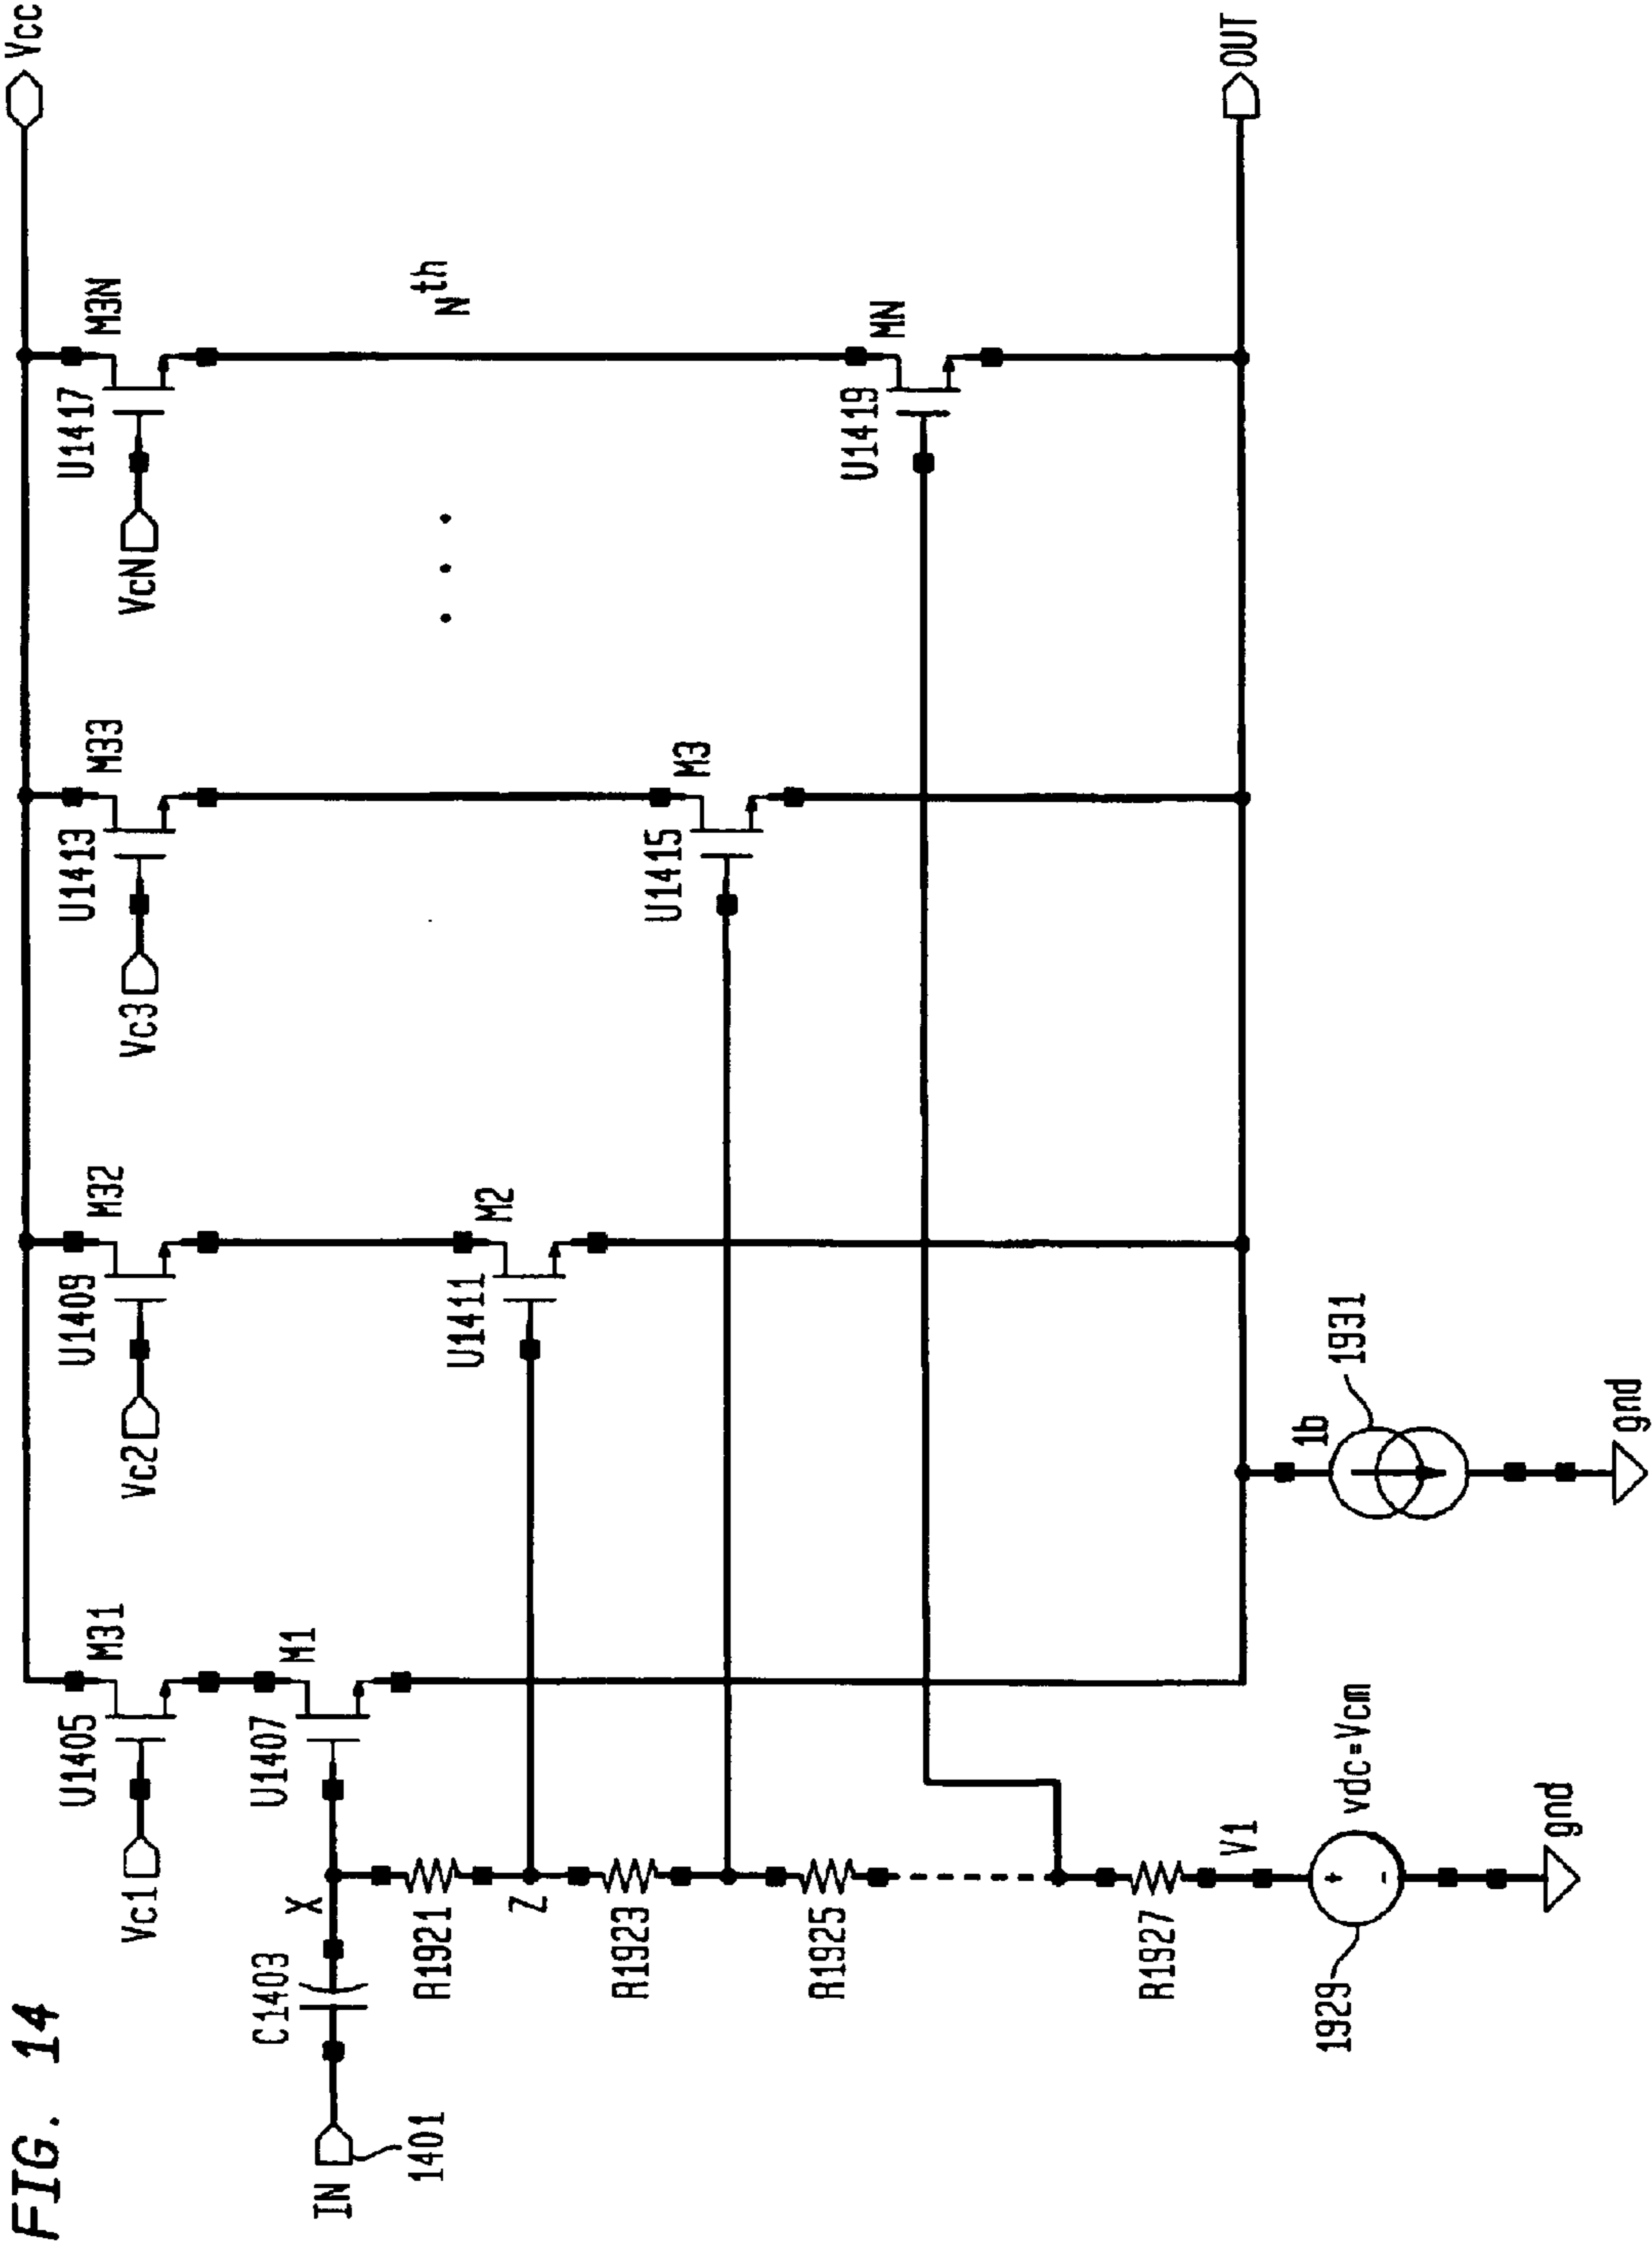 FIG. 14
Vcc
Vc1
U1405
M31
Vc2
U1409
M32
Vc3
U1413
M33
VcN
U1417
M3N
IN
1401
C1403
X
U1407
M1
Nth
R1921
Z
U1411
M2
R1923
U1415
M3
R1925
U1419
MN
R1927
V1
1929
vdc=Vcm
gnd
1b
1931
gnd
OUT